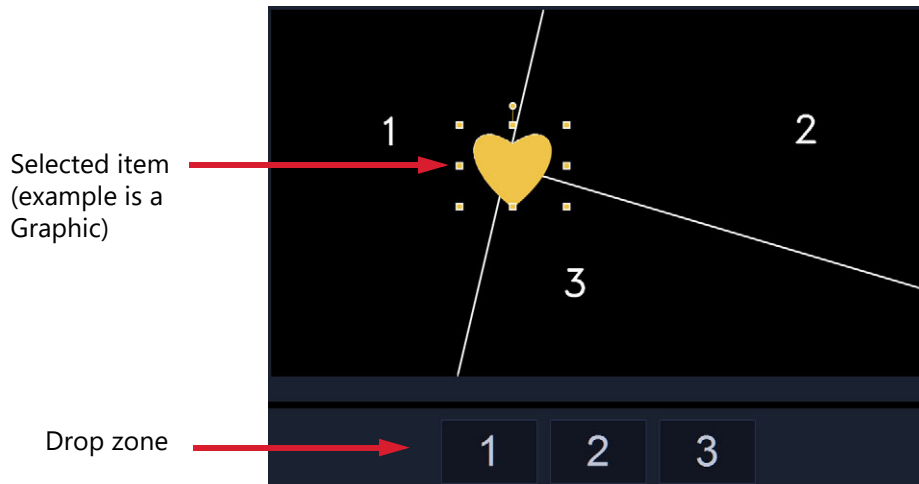 1
2
Selected item
(example is a
Graphic)
3
Drop zone
1 2 3